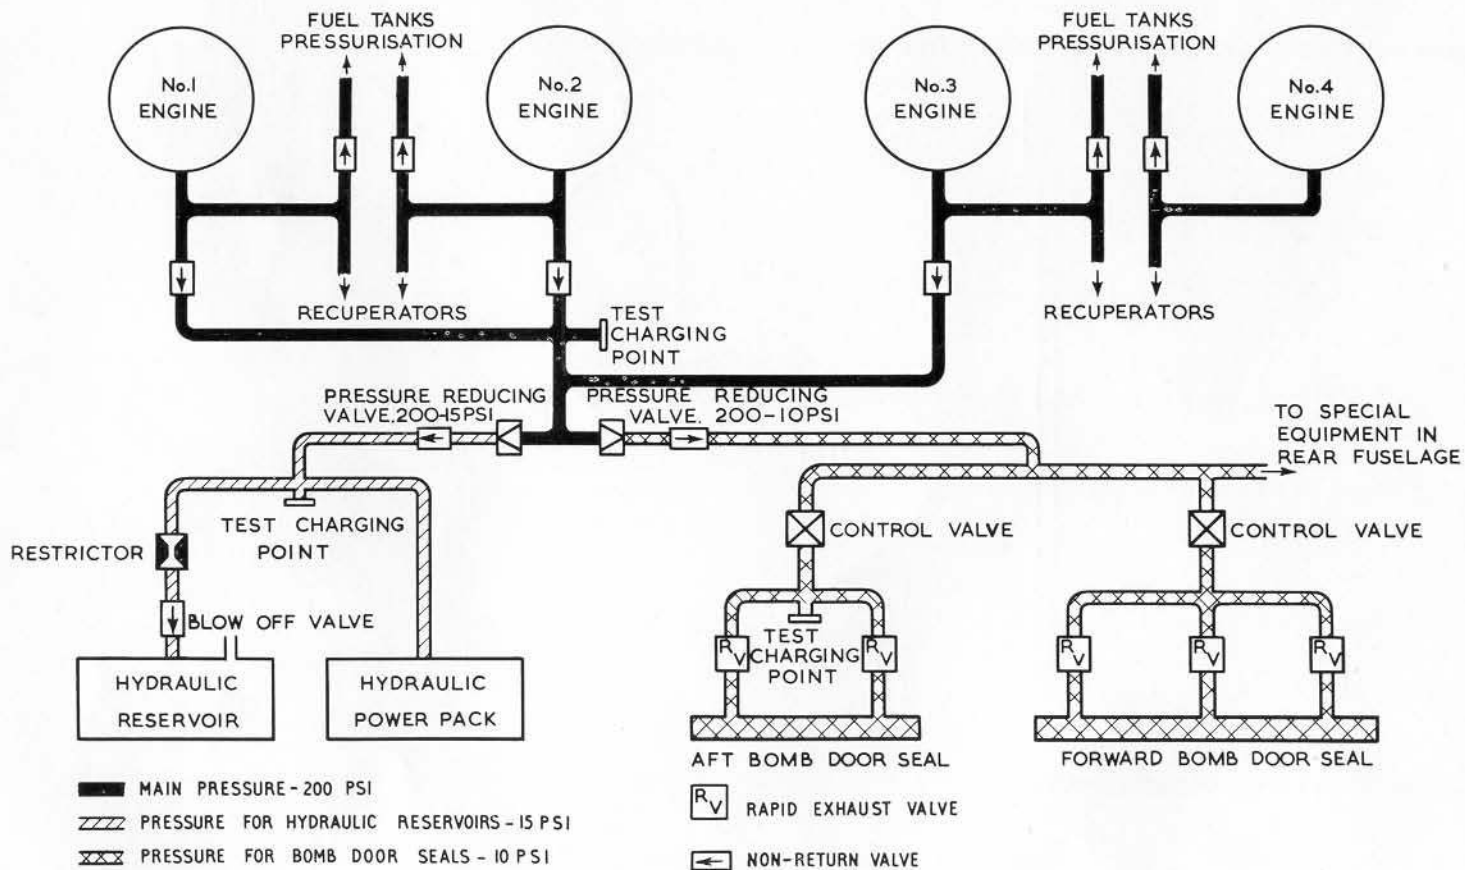 FUEL TANKS
PRESSURISATION
FUEL TANKS
PRESSURISATION
No.1
ENGINE
No.2
ENGINE
No.3
ENGINE
No.4
ENGINE
RECUPERATORS
RECUPERATORS
TEST
CHARGING
POINT
PRESSURE REDUCING
VALVE.200-15PSI
PRESSURE REDUCING
VALVE. 200-10PSI
TO SPECIAL
EQUIPMENT IN
REAR FUSELAGE
TEST CHARGING
POINT
RESTRICTOR
CONTROL VALVE
CONTROL VALVE
BLOW OFF VALVE
HYDRAULIC
RESERVOIR
HYDRAULIC
POWER PACK
RV
TEST
CHARGING
POINT
RV
RV
RV
RV
AFT BOMB DOOR SEAL
FORWARD BOMB DOOR SEAL
MAIN PRESSURE - 200 PSI
PRESSURE FOR HYDRAULIC RESERVOIRS - 15 PSI
PRESSURE FOR BOMB DOOR SEALS - 10 PSI
RV RAPID EXHAUST VALVE
NON-RETURN VALVE